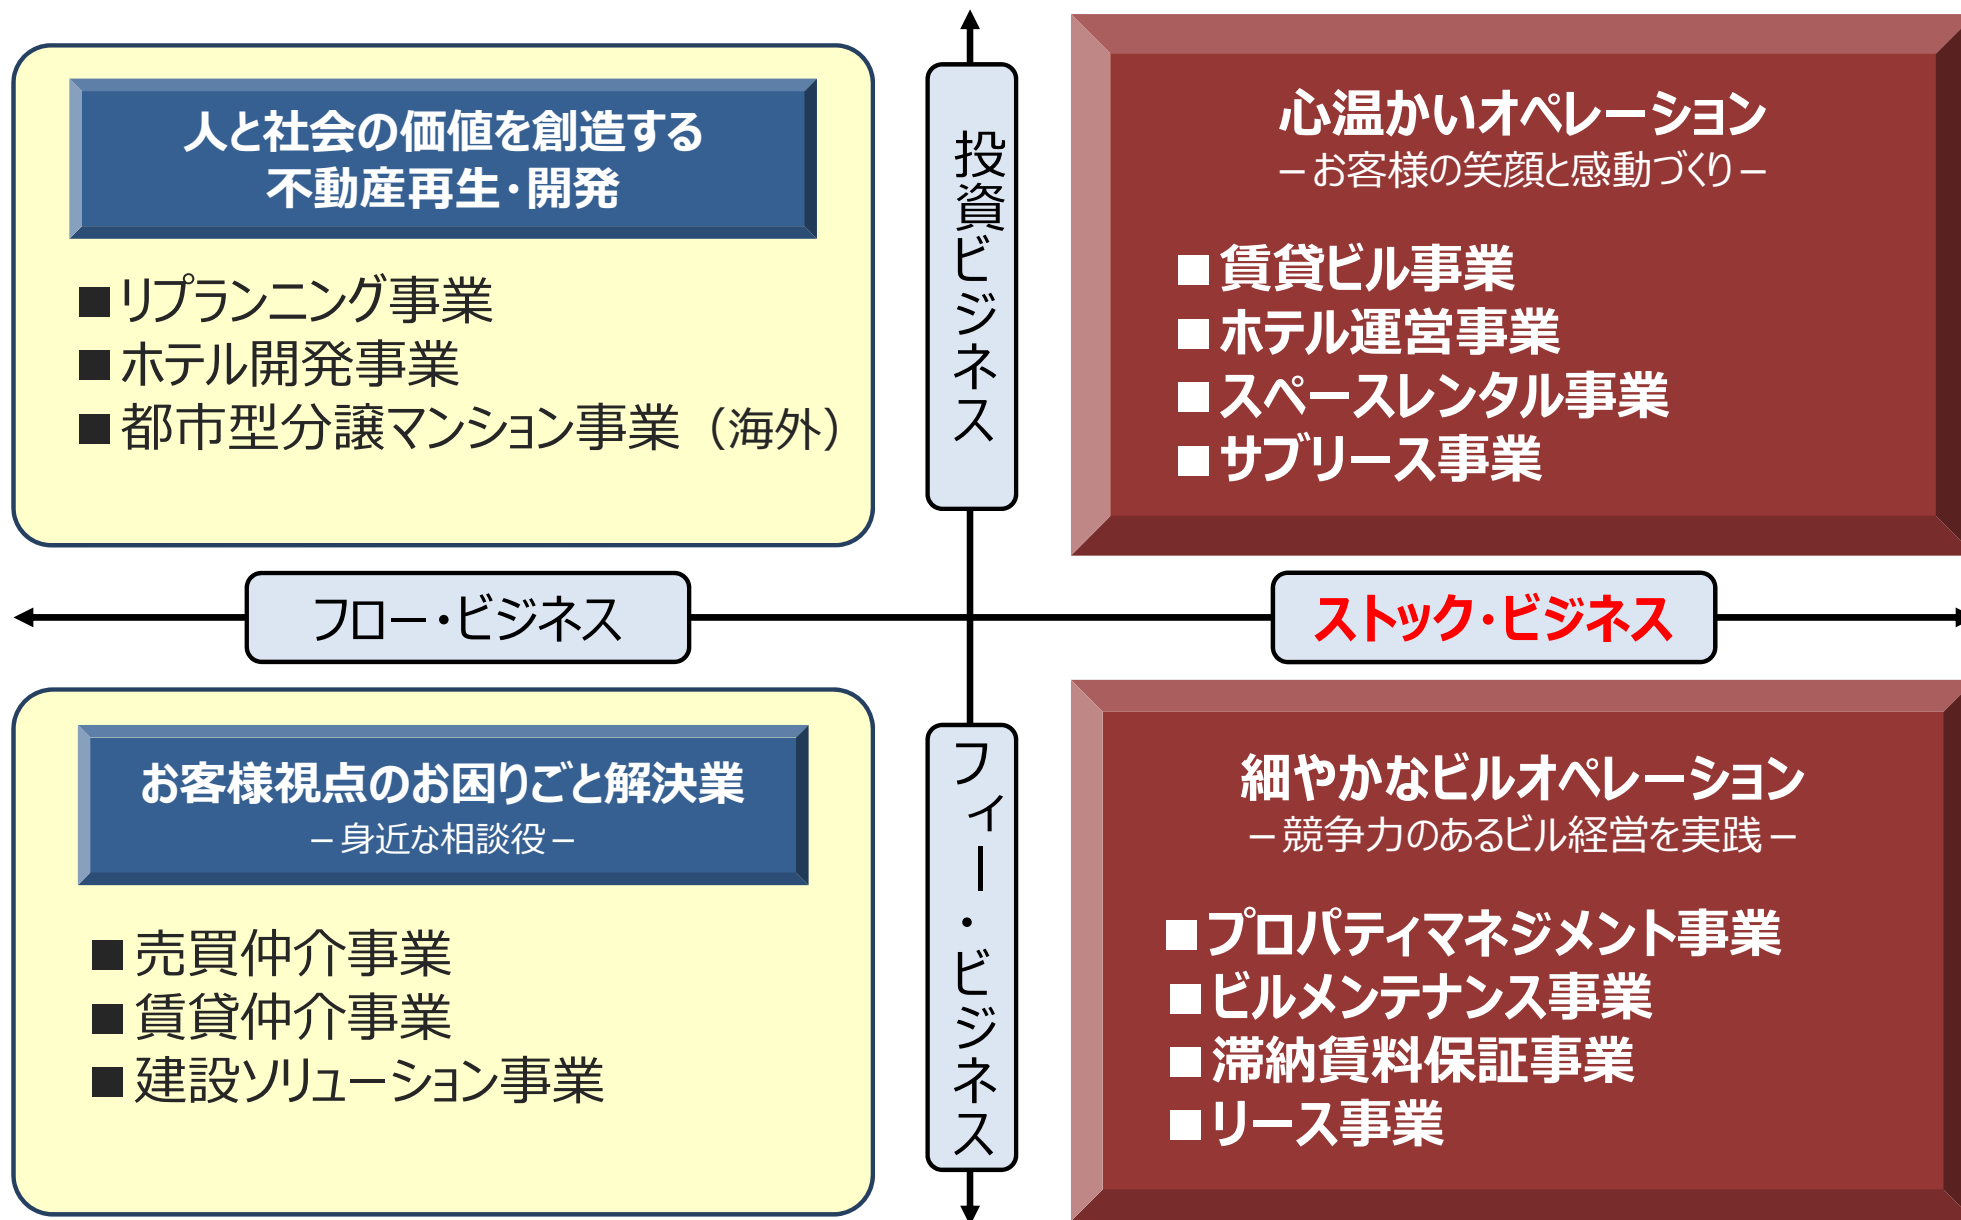 人と社会の価値を創造する
不動産再生・開発
■リプランニング事業
■ホテル開発事業
■都市型分譲マンション事業（海外）
投資ビジネス
心温かいオペレーション
－お客様の笑顔と感動づくり－
■賃貸ビル事業
■ホテル運営事業
■スペースレンタル事業
■サブリース事業
フロー・ビジネス
ストック・ビジネス
お客様視点のお困りごと解決業
－身近な相談役－
■売買仲介事業
■賃貸仲介事業
■建設ソリューション事業
フィー・ビジネス
細やかなビルオペレーション
－競争力のあるビル経営を実践－
■プロパティマネジメント事業
■ビルメンテナンス事業
■滞納賃料保証事業
■リース事業